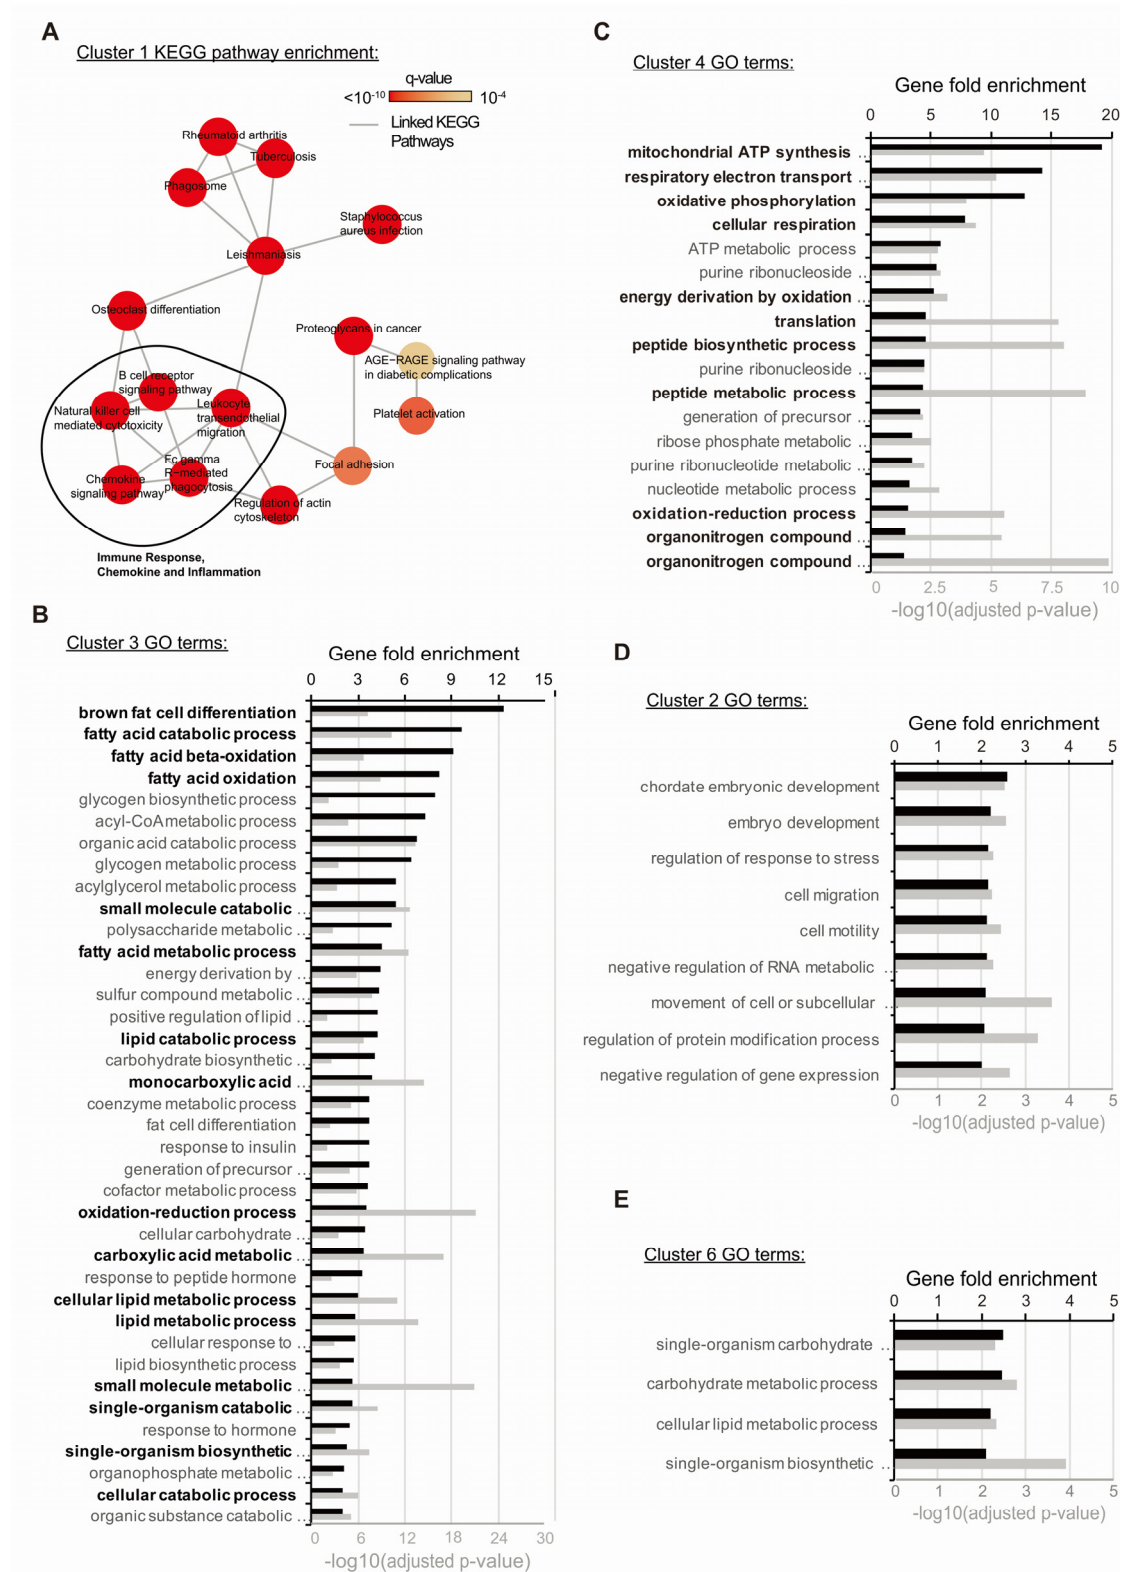 A
Cluster 1 KEGG pathway enrichment:
q-value
<10-10
10-4
Linked KEGG
Pathways
Rheumatoid arthritis
Tuberculosis
Phagosome
Staphylococcus
aureus infection
Leishmaniasis
Osteoclast differentiation
Proteoglycans in cancer
AGE-RAGE signaling pathway
in diabetic complications
B cell receptor
signaling pathway
Platelet activation
Natural killer cell
mediated cytotoxicity
Leukocyte
transendothelial
migration
Focal adhesion
Fc gamma
R-mediated
phagocytosis
Chemokine
signaling pathway
Regulation of actin
cytoskeleton
Immune Response,
Chemokine and Inflammation
B
Cluster 3 GO terms:
Gene fold enrichment
0 3 6 9 12 15
brown fat cell differentiation
fatty acid catabolic process
fatty acid beta-oxidation
fatty acid oxidation
glycogen biosynthetic process
acyl-CoA metabolic process
organic acid catabolic process
glycogen metabolic process
acylglycerol metabolic process
small molecule catabolic ...
polysaccharide metabolic ...
fatty acid metabolic process
energy derivation by ...
sulfur compound metabolic ...
positive regulation of lipid ...
lipid catabolic process
carbohydrate biosynthetic ...
monocarboxylic acid ...
coenzyme metabolic process
fat cell differentiation
response to insulin
generation of precursor ...
cofactor metabolic process
oxidation-reduction process
cellular carbohydrate ...
carboxylic acid metabolic ...
response to peptide hormone
cellular lipid metabolic process
lipid metabolic process
cellular response to ...
lipid biosynthetic process
small molecule metabolic ...
single-organism catabolic ...
response to hormone
single-organism biosynthetic ...
organophosphate metabolic ...
cellular catabolic process
organic substance catabolic ...
0 6 12 18 24 30
-log10(adjusted p-value)
C
Cluster 4 GO terms:
Gene fold enrichment
0 5 10 15 20
mitochondrial ATP synthesis ...
respiratory electron transport ...
oxidative phosphorylation
cellular respiration
ATP metabolic process
purine ribonucleoside ...
energy derivation by oxidation ...
translation
peptide biosynthetic process
purine ribonucleoside ...
peptide metabolic process
generation of precursor ...
ribose phosphate metabolic ...
purine ribonucleotide metabolic ...
nucleotide metabolic process
oxidation-reduction process
organonitrogen compound ...
organonitrogen compound ...
0 2.5 5 7.5 10
-log10(adjusted p-value)
D
Cluster 2 GO terms:
Gene fold enrichment
0 1 2 3 4 5
chordate embryonic development
embryo development
regulation of response to stress
cell migration
cell motility
negative regulation of RNA metabolic ...
movement of cell or subcellular ...
regulation of protein modification process
negative regulation of gene expression
0 1 2 3 4 5
-log10(adjusted p-value)
E
Cluster 6 GO terms:
Gene fold enrichment
0 1 2 3 4 5
single-organism carbohydrate ...
carbohydrate metabolic process
cellular lipid metabolic process
single-organism biosynthetic ...
0 1 2 3 4 5
-log10(adjusted p-value)